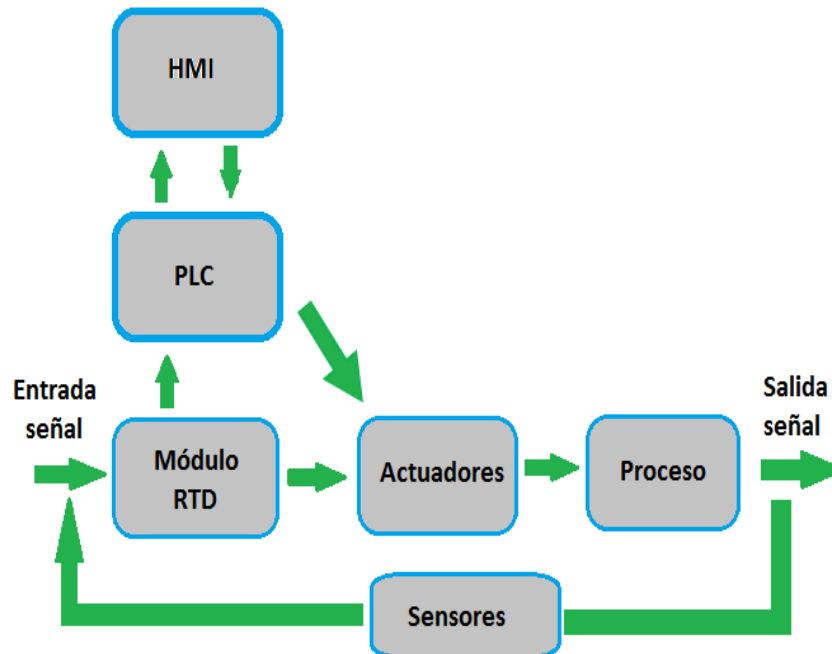 HMI
PLC
Entrada
señal
Salida
señal
Módulo
RTD
Actuadores
Proceso
Sensores